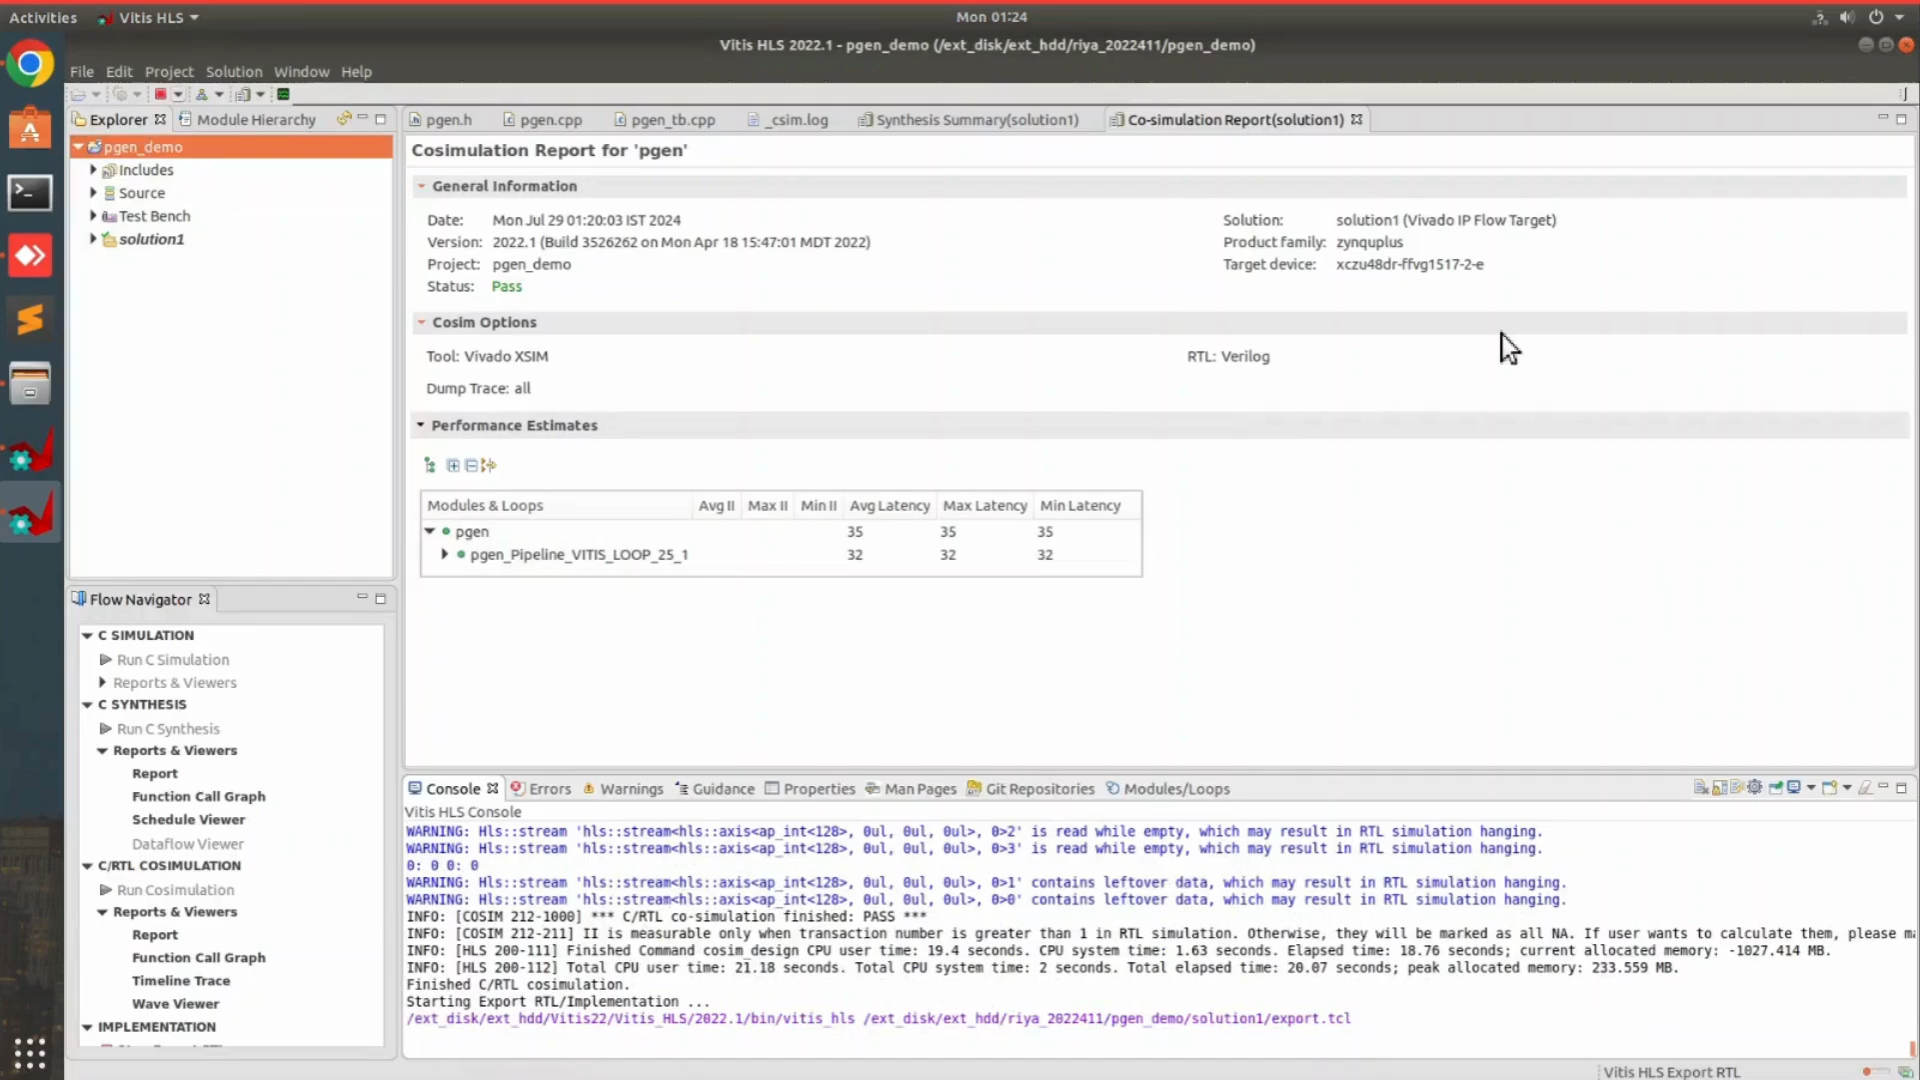 Activities Vitis HLS Mon 01:24
Vitis HLS 2022.1 - pgen_demo (/ext_disk/ext_hdd/riya_2022411/pgen_demo)
File Edit Project Solution Window Help
Explorer Module Hierarchy
pgen_demo
Includes
Source
Test Bench
solution1
pgen.h pgen.cpp pgen_tb.cpp _csim.log Synthesis Summary(solution1) Co-simulation Report(solution1)
Cosimulation Report for 'pgen'
General Information
Date: Mon Jul 29 01:20:03 IST 2024 Solution: solution1 (Vivado IP Flow Target)
Version: 2022.1 (Build 3526262 on Mon Apr 18 15:47:01 MDT 2022) Product family: zynquplus
Project: pgen_demo Target device: xczu48dr-ffvg1517-2-e
Status: Pass
Cosim Options
Tool: Vivado XSIM RTL: Verilog
Dump Trace: all
Performance Estimates
Modules & Loops Avg II Max II Min II Avg Latency Max Latency Min Latency
pgen 35 35 35
pgen_Pipeline_VITIS_LOOP_25_1 32 32 32
Flow Navigator
C SIMULATION
Run C Simulation
Reports & Viewers
C SYNTHESIS
Run C Synthesis
Reports & Viewers
Report
Function Call Graph
Schedule Viewer
Dataflow Viewer
C/RTL COSIMULATION
Run Cosimulation
Reports & Viewers
Report
Function Call Graph
Timeline Trace
Wave Viewer
IMPLEMENTATION
Console Errors Warnings Guidance Properties Man Pages Git Repositories Modules/Loops
Vitis HLS Console
WARNING: Hls::stream 'hls::stream<hls::axis<ap_int<128>, 0ul, 0ul, 0ul>, 0>2' is read while empty, which may result in RTL simulation hanging.
WARNING: Hls::stream 'hls::stream<hls::axis<ap_int<128>, 0ul, 0ul, 0ul>, 0>3' is read while empty, which may result in RTL simulation hanging.
0: 0 0: 0
WARNING: Hls::stream 'hls::stream<hls::axis<ap_int<128>, 0ul, 0ul, 0ul>, 0>1' contains leftover data, which may result in RTL simulation hanging.
WARNING: Hls::stream 'hls::stream<hls::axis<ap_int<128>, 0ul, 0ul, 0ul>, 0>0' contains leftover data, which may result in RTL simulation hanging.
INFO: [COSIM 212-1000] *** C/RTL co-simulation finished: PASS ***
INFO: [COSIM 212-211] II is measurable only when transaction number is greater than 1 in RTL simulation. Otherwise, they will be marked as all NA. If user wants to calculate them, please ma
INFO: [HLS 200-111] Finished Command cosim_design CPU user time: 19.4 seconds. CPU system time: 1.63 seconds. Elapsed time: 18.76 seconds; current allocated memory: -1027.414 MB.
INFO: [HLS 200-112] Total CPU user time: 21.18 seconds. Total CPU system time: 2 seconds. Total elapsed time: 20.07 seconds; peak allocated memory: 233.559 MB.
Finished C/RTL cosimulation.
Starting Export RTL/Implementation ...
/ext_disk/ext_hdd/Vitis22/Vitis_HLS/2022.1/bin/vitis_hls /ext_disk/ext_hdd/riya_2022411/pgen_demo/solution1/export.tcl
Vitis HLS Export RTL